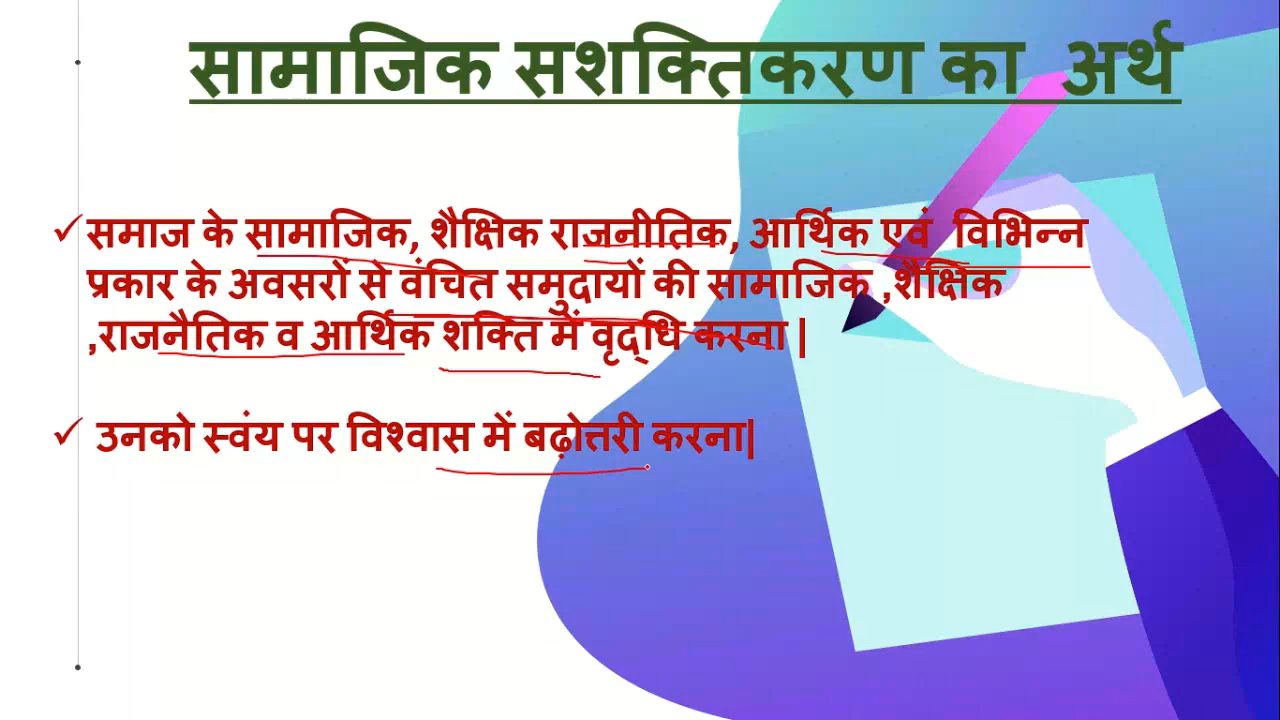 सामाजिक सशक्तिकरण का अर्थ
✓समाज के सामाजिक, शैक्षिक राजनीतिक, आर्थिक एवं विभिन्न
प्रकार के अवसरों से वंचित समुदायों की सामाजिक ,शैक्षिक
,राजनैतिक व आर्थिक शक्ति में वृद्धि करना |
✓ उनको स्वंय पर विश्वास में बढ़ोत्तरी करना|